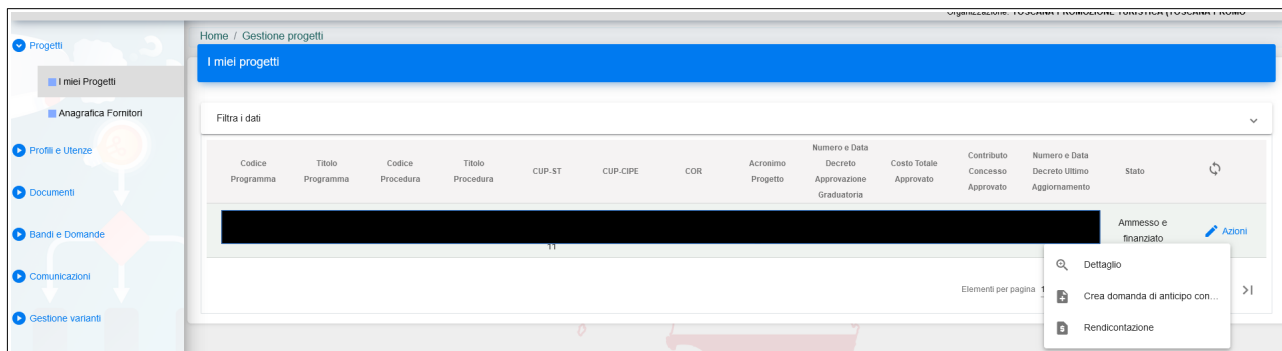 Organizzazione: TOSCANA PROMOZIONE TURISTICA (TOSCANA PROMO
Progetti
I miei Progetti
Anagrafica Fornitori
Profili e Utenze
Documenti
Bandi e Domande
Comunicazioni
Gestione varianti
Home / Gestione progetti
I miei progetti
Filtra i dati
Codice Programma
Titolo Programma
Codice Procedura
Titolo Procedura
CUP-ST
CUP-CIPE
COR
Acronimo Progetto
Numero e Data Decreto Approvazione Graduatoria
Costo Totale Approvato
Contributo Concesso Approvato
Numero e Data Decreto Ultimo Aggiornamento
Stato
Ammesso e finanziato
Azioni
Elementi per pagina
Dettaglio
Crea domanda di anticipo con...
Rendicontazione